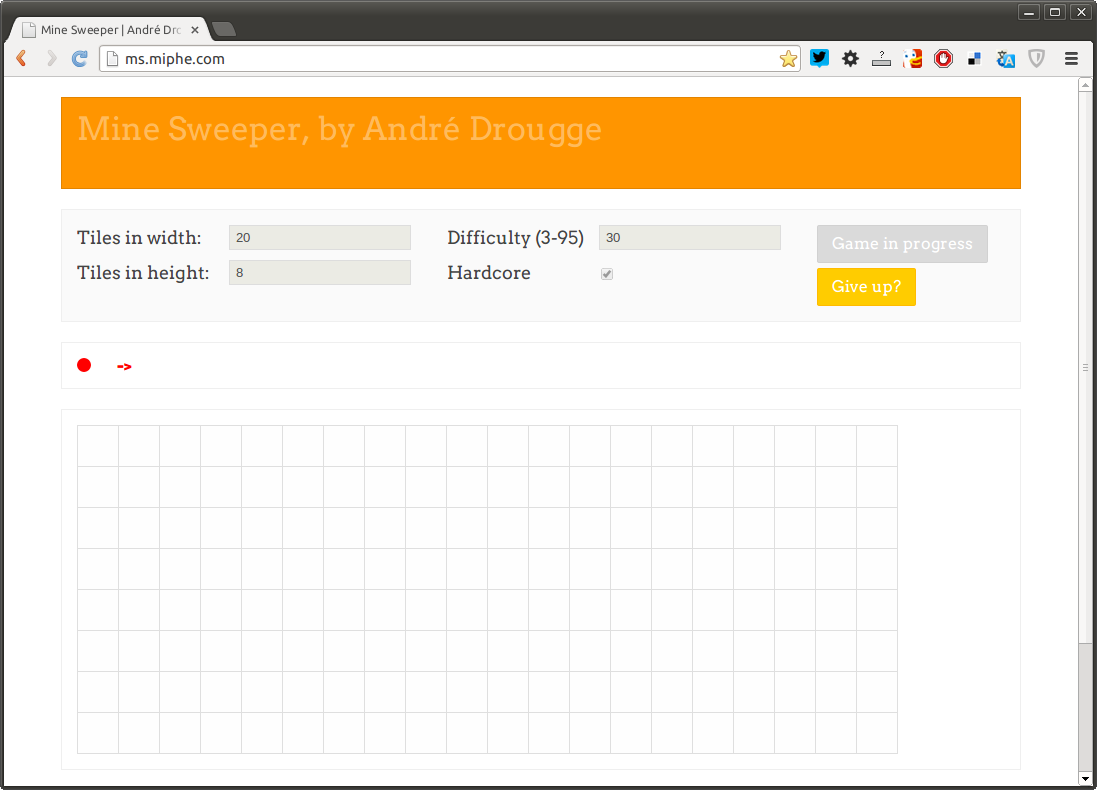 Mine Sweeper | André Dro
ms.miphe.com
Mine Sweeper, by André Drougge
Tiles in width: 20 Difficulty (3-95) 30 Game in progress
Tiles in height: 8 Hardcore Give up?
->